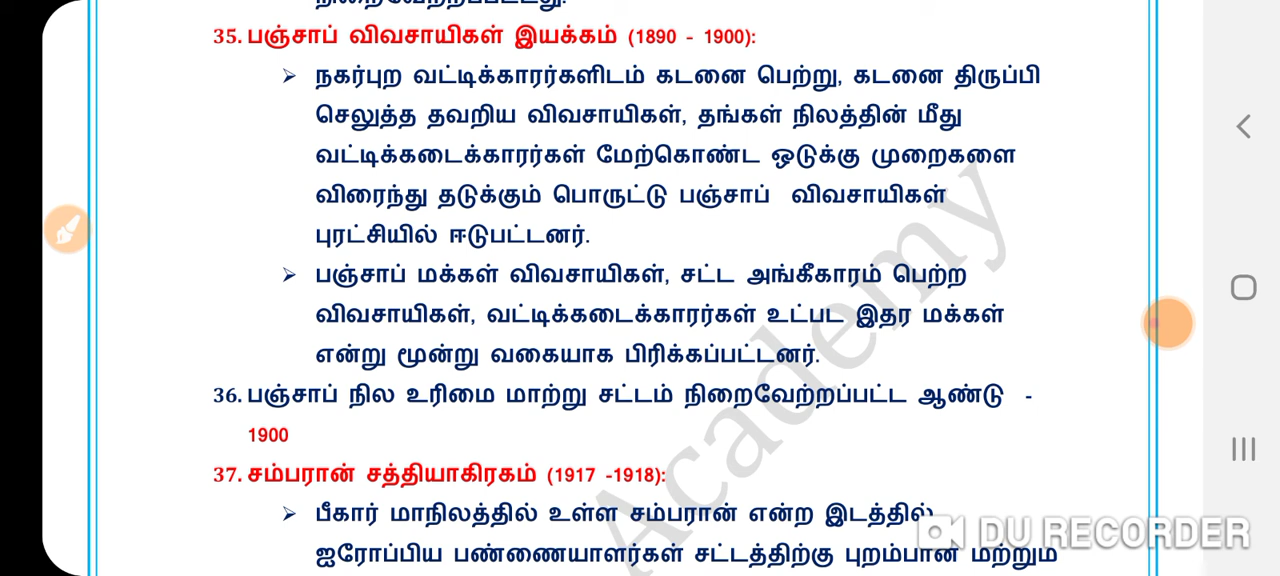 நிறைவேற்றப்பட்டது.
35. பஞ்சாப் விவசாயிகள் இயக்கம் (1890 - 1900):
➢ நகர்புற வட்டிக்காரர்களிடம் கடனை பெற்று, கடனை திருப்பி
செலுத்த தவறிய விவசாயிகள், தங்கள் நிலத்தின் மீது
வட்டிக்கடைக்காரர்கள் மேற்கொண்ட ஒடுக்கு முறைகளை
விரைந்து தடுக்கும் பொருட்டு பஞ்சாப் விவசாயிகள்
புரட்சியில் ஈடுபட்டனர்.
➢ பஞ்சாப் மக்கள் விவசாயிகள், சட்ட அங்கீகாரம் பெற்ற
விவசாயிகள், வட்டிக்கடைக்காரர்கள் உட்பட இதர மக்கள்
என்று மூன்று வகையாக பிரிக்கப்பட்டனர்.
36. பஞ்சாப் நில உரிமை மாற்று சட்டம் நிறைவேற்றப்பட்ட ஆண்டு -
1900
37. சம்பரான் சத்தியாகிரகம் (1917 -1918):
➢ பீகார் மாநிலத்தில் உள்ள சம்பரான் என்ற இடத்தில்
ஐரோப்பிய பண்ணையாளர்கள் சட்டத்திற்கு புறம்பான மற்றும்
Academy
DU RECORDER